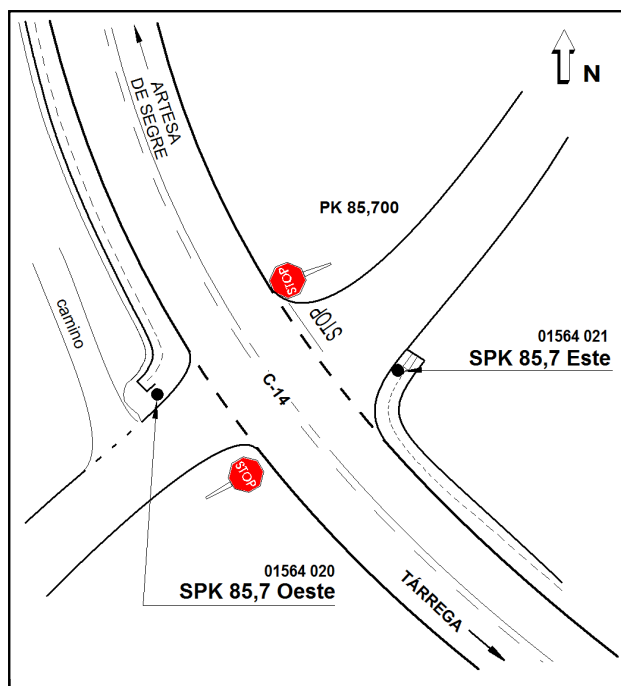 ARTESA
DE SEGRE
N
PK 85,700
STOP
STOP
01564 021
SPK 85,7 Este
camino
C-14
STOP
01564 020
SPK 85,7 Oeste
TÁRREGA